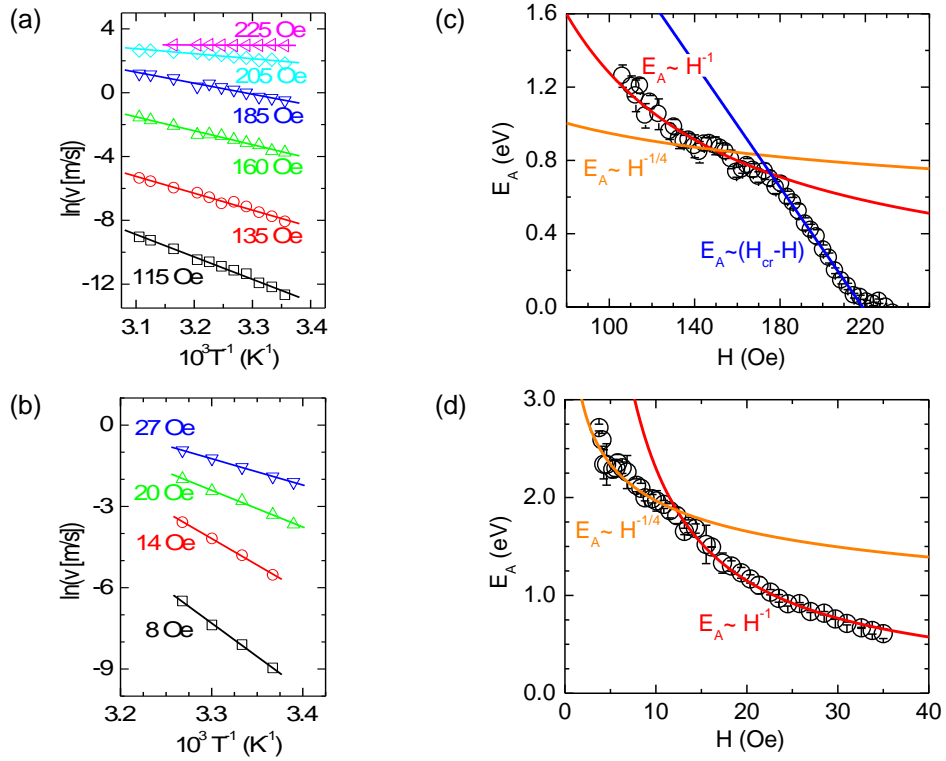 (a)
225 Oe
205 Oe
185 Oe
160 Oe
135 Oe
115 Oe
0
-4
-8
-12
ln(v[m/s])
3.1 3.2 3.3 3.4
10³T⁻¹ (K¹)
(c)
E_A ~ H⁻¹
E_A ~ H⁻¹/⁴
E_A~(H_cr-H)
1.6
1.2
0.8
0.4
0.0
E_A (eV)
100 140 180 220
H (Oe)
(b)
27 Oe
20 Oe
14 Oe
8 Oe
0
-3
-6
-9
ln(v[m/s])
3.2 3.3 3.4
10³T⁻¹ (K¹)
(d)
E_A~ H⁻¹/⁴
E_A~ H⁻¹
3.0
2.0
1.0
0.0
E_A (eV)
0 10 20 30 40
H (Oe)